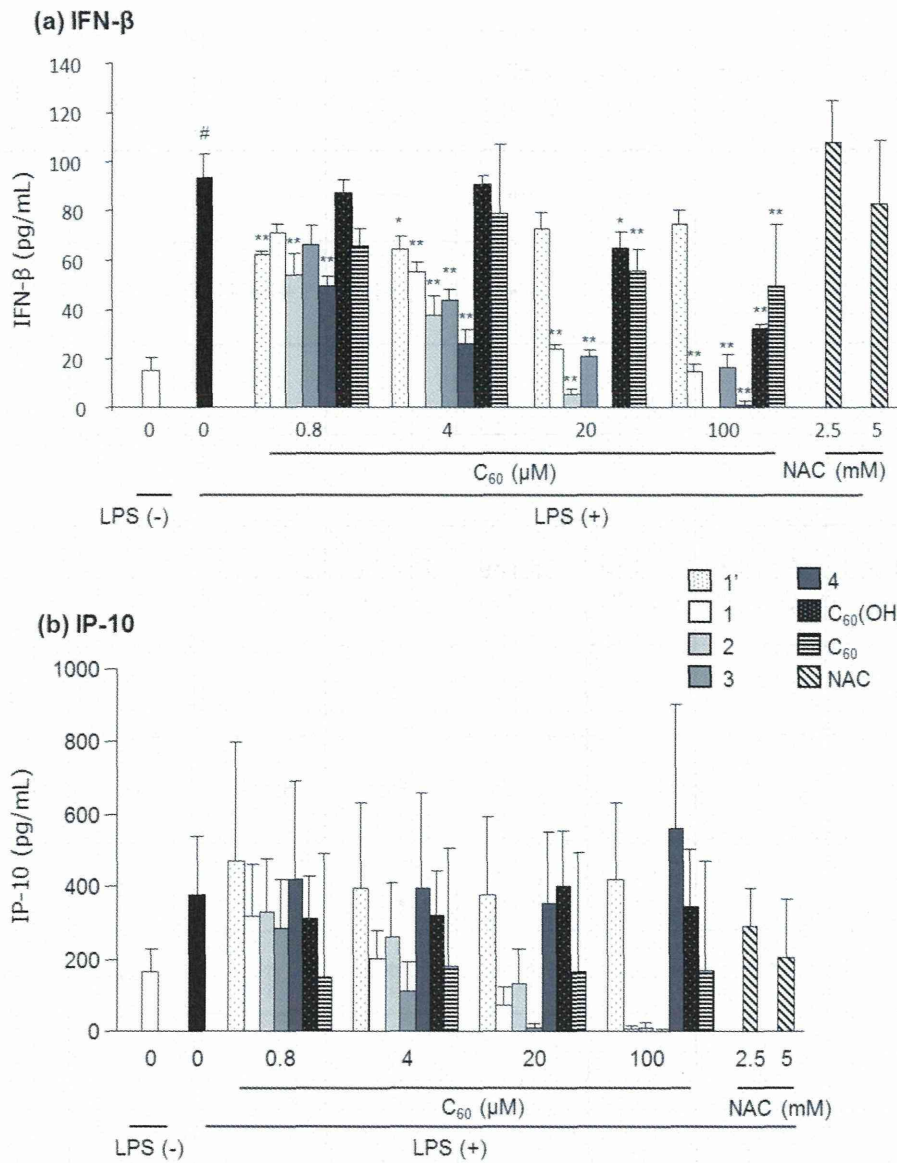 (a) IFN-β
IFN-β (pg/mL)
140
120
100
80
60
40
20
0
#
**
**
**
*
**
**
**
**
**
**
**
*
**
**
**
**
**
**
0 0 0.8 4 20 100 2.5 5
C60 (µM) NAC (mM)
LPS (-) LPS (+)
(b) IP-10
1' 4
1 C60(OH
2 C60
3 NAC
IP-10 (pg/mL)
1000
800
600
400
200
0
0 0 0.8 4 20 100 2.5 5
C60 (µM) NAC (mM)
LPS (-) LPS (+)